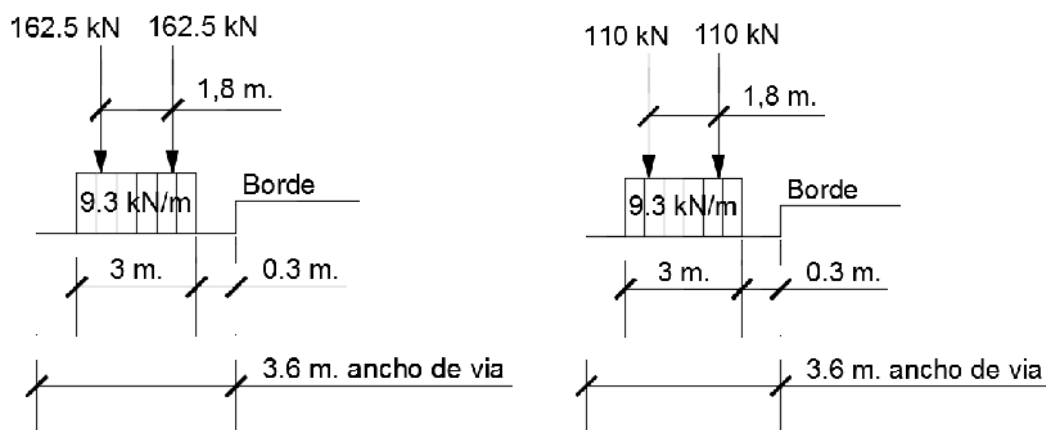 162.5 kN 162.5 kN
1,8 m.
9.3 kN/m
Borde
3 m.
0.3 m.
3.6 m. ancho de via
110 kN 110 kN
1,8 m.
9.3 kN/m
Borde
3 m.
0.3 m.
3.6 m. ancho de via